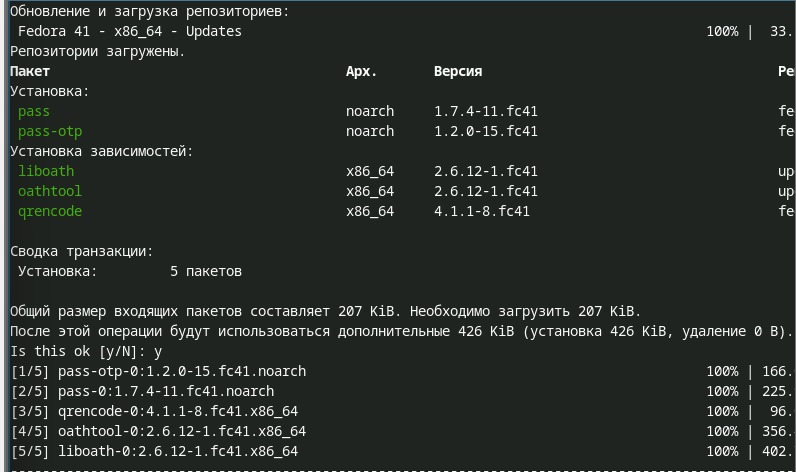 Обновление и загрузка репозиториев:
Fedora 41 - x86_64 - Updates 100% | 33.
Репозитории загружены.
Пакет Арх. Версия Ре
Установка:
pass noarch 1.7.4-11.fc41 fe
pass-otp noarch 1.2.0-15.fc41 fe
Установка зависимостей:
liboath x86_64 2.6.12-1.fc41 up
oathtool x86_64 2.6.12-1.fc41 up
qrencode x86_64 4.1.1-8.fc41 fe
Сводка транзакции:
Установка: 5 пакетов
Общий размер входящих пакетов составляет 207 KiB. Необходимо загрузить 207 KiB.
После этой операции будут использоваться дополнительные 426 KiB (установка 426 KiB, удаление 0 B).
Is this ok [y/N]: y
[1/5] pass-otp-0:1.2.0-15.fc41.noarch 100% | 166.
[2/5] pass-0:1.7.4-11.fc41.noarch 100% | 225.
[3/5] qrencode-0:4.1.1-8.fc41.x86_64 100% | 96.
[4/5] oathtool-0:2.6.12-1.fc41.x86_64 100% | 356.
[5/5] liboath-0:2.6.12-1.fc41.x86_64 100% | 402.